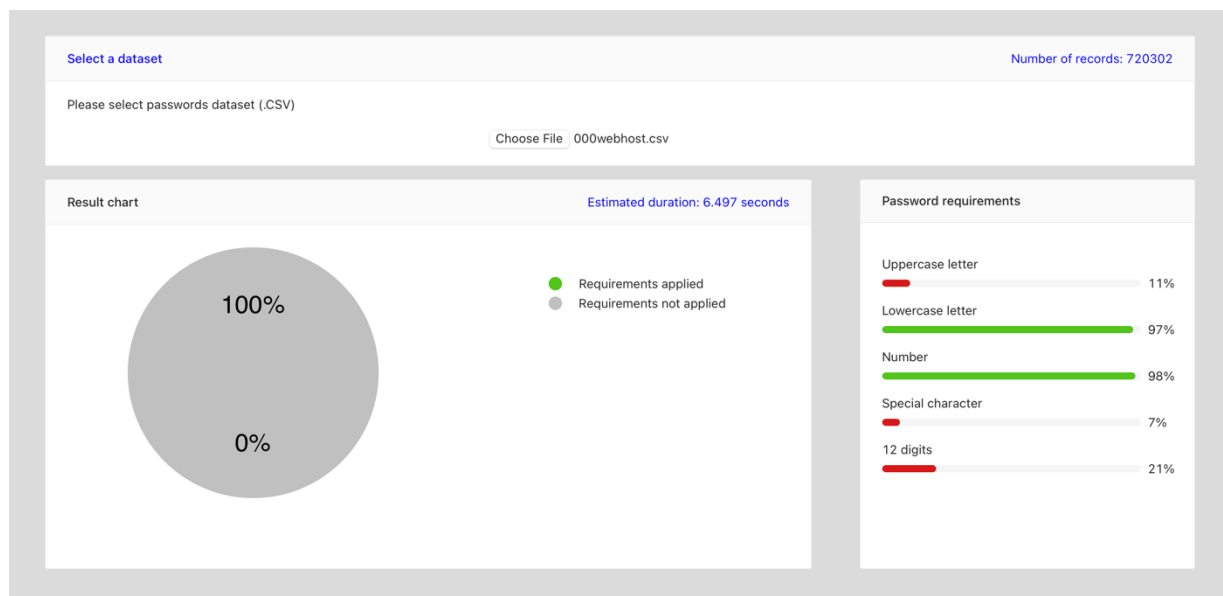 Select a dataset
Number of records: 720302
Please select passwords dataset (.CSV)
Choose File 000webhost.csv
Result chart
Estimated duration: 6.497 seconds
100%
0%
Requirements applied
Requirements not applied
Password requirements
Uppercase letter
11%
Lowercase letter
97%
Number
98%
Special character
7%
12 digits
21%